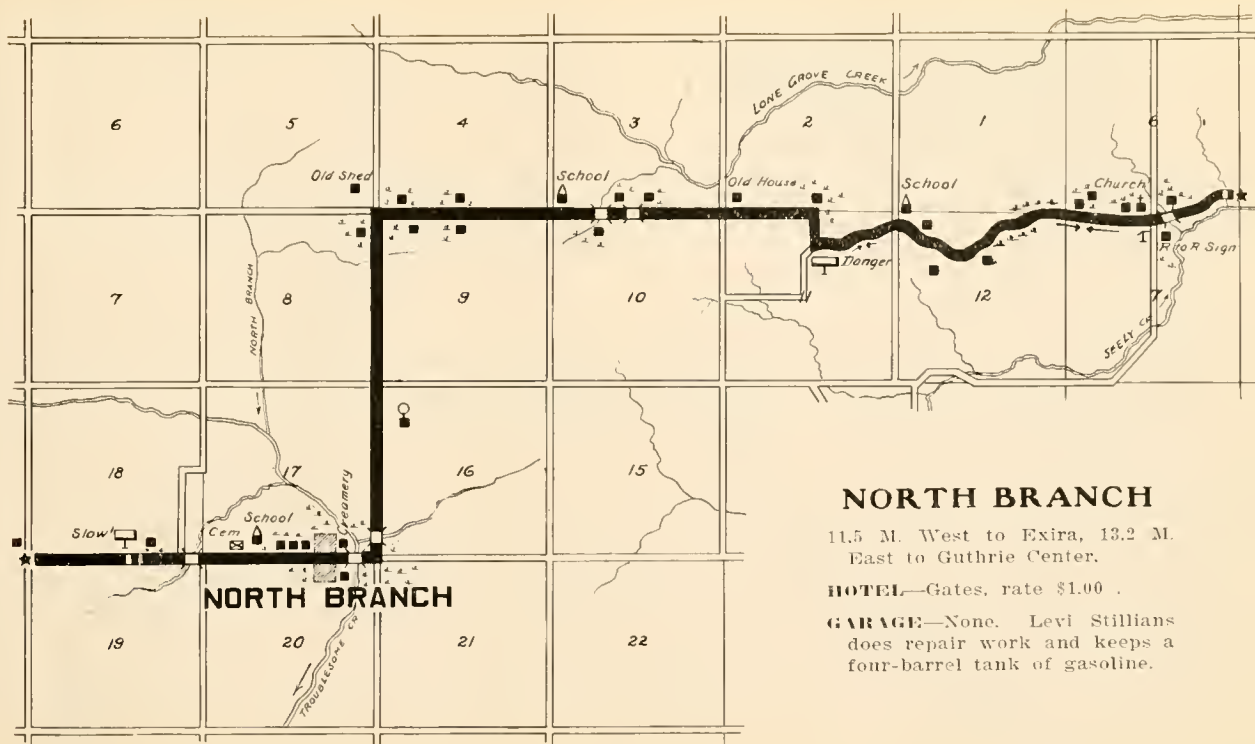 6 5 4 3 2 1 6
LONE GROVE CREEK
Old Shed School Old House School Church
R to R Sign
Danger
NORTH BRANCH
7 8 9 10 11 12 7
SEELY CR
18 17 16 15
Creamery
Slow Cem School
NORTH BRANCH
19 20 21 22
TROUBLESOME CR
NORTH BRANCH
11.5 M. West to Exira, 13.2 M.
East to Guthrie Center.
HOTEL—Gates, rate $1.00 .
GARAGE—None. Levi Stillians
does repair work and keeps a
four-barrel tank of gasoline.